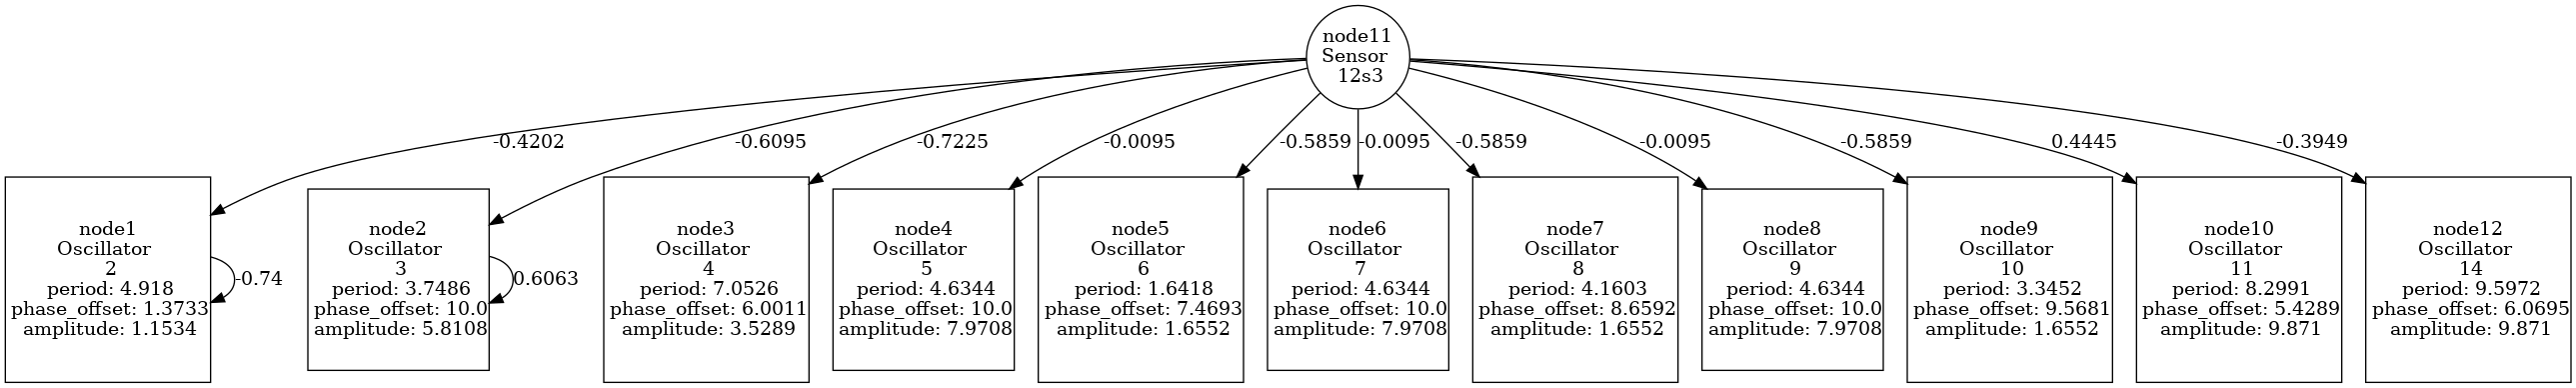 node11
Sensor
12s3
-0.4202
-0.6095
-0.7225
-0.0095
-0.5859
-0.0095
-0.5859
-0.0095
-0.5859
0.4445
-0.3949
node1
Oscillator
2
period: 4.918
phase_offset: 1.3733
amplitude: 1.1534
-0.74
node2
Oscillator
3
period: 3.7486
phase_offset: 10.0
amplitude: 5.8108
0.6063
node3
Oscillator
4
period: 7.0526
phase_offset: 6.0011
amplitude: 3.5289
node4
Oscillator
5
period: 4.6344
phase_offset: 10.0
amplitude: 7.9708
node5
Oscillator
6
period: 1.6418
phase_offset: 7.4693
amplitude: 1.6552
node6
Oscillator
7
period: 4.6344
phase_offset: 10.0
amplitude: 7.9708
node7
Oscillator
8
period: 4.1603
phase_offset: 8.6592
amplitude: 1.6552
node8
Oscillator
9
period: 4.6344
phase_offset: 10.0
amplitude: 7.9708
node9
Oscillator
10
period: 3.3452
phase_offset: 9.5681
amplitude: 1.6552
node10
Oscillator
11
period: 8.2991
phase_offset: 5.4289
amplitude: 9.871
node12
Oscillator
14
period: 9.5972
phase_offset: 6.0695
amplitude: 9.871